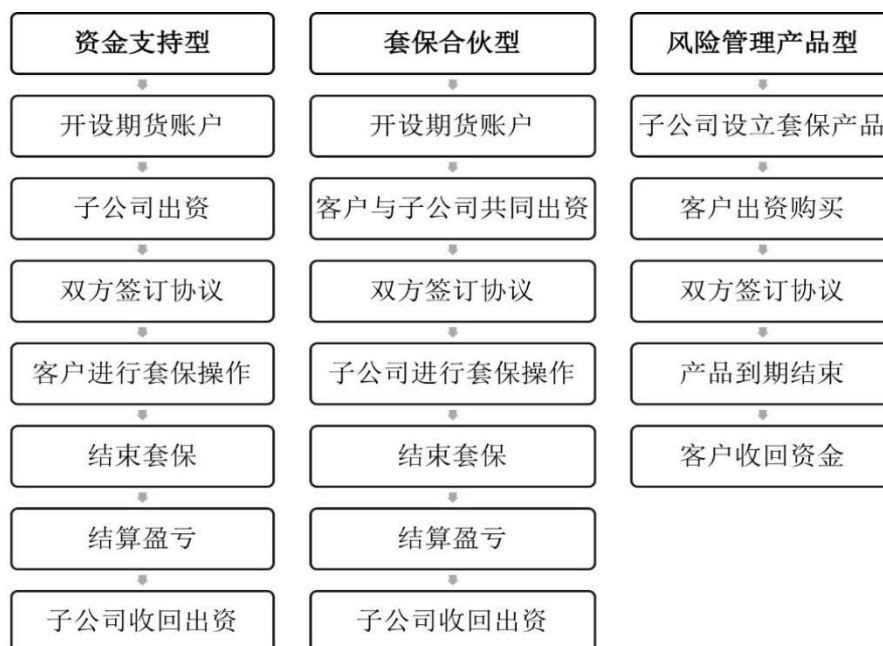 资金支持型
开设期货账户
子公司出资
双方签订协议
客户进行套保操作
结束套保
结算盈亏
子公司收回出资
套保合伙型
开设期货账户
客户与子公司共同出资
双方签订协议
子公司进行套保操作
结束套保
结算盈亏
子公司收回出资
风险管理产品型
子公司设立套保产品
客户出资购买
双方签订协议
产品到期结束
客户收回资金